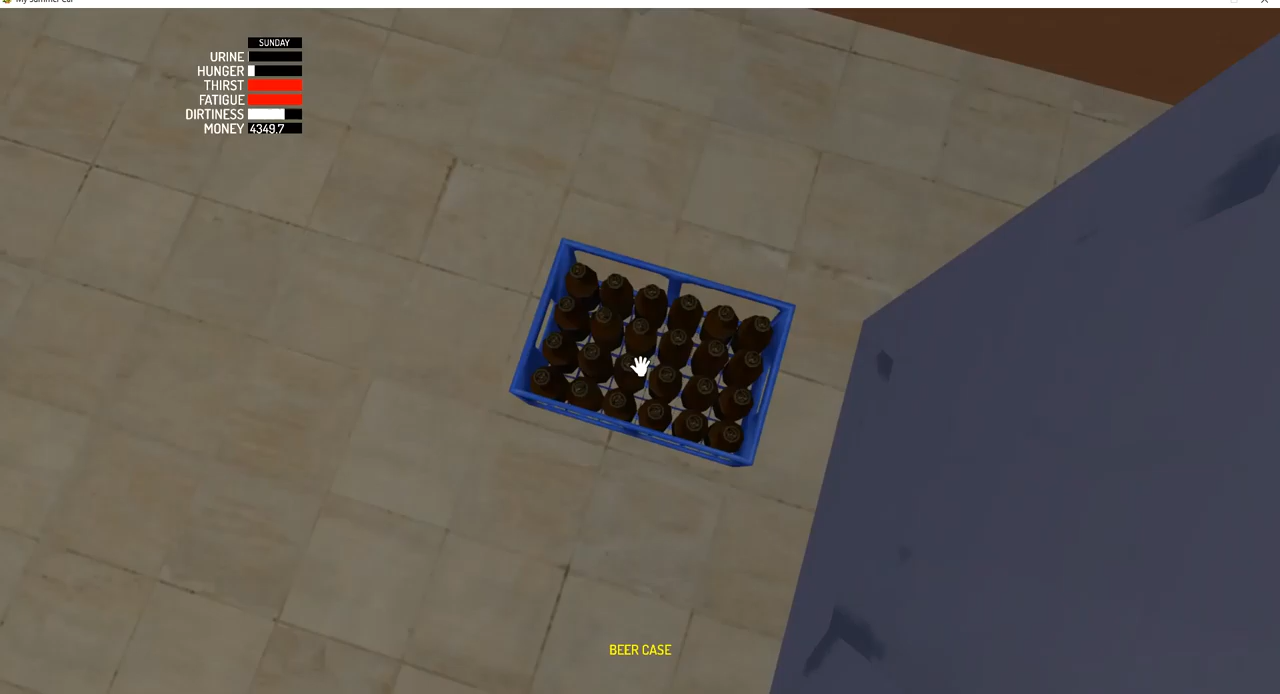 My Summer Car
SUNDAY
URINE
HUNGER
THIRST
FATIGUE
DIRTINESS
MONEY 4349.7
BEER CASE